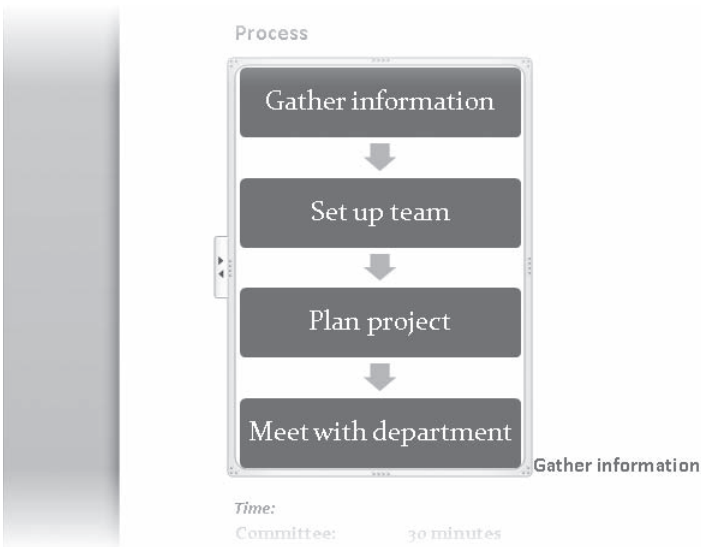 Process
Gather information
Set up team
Plan project
Meet with department
Gather information
Time:
Committee: 30 minutes